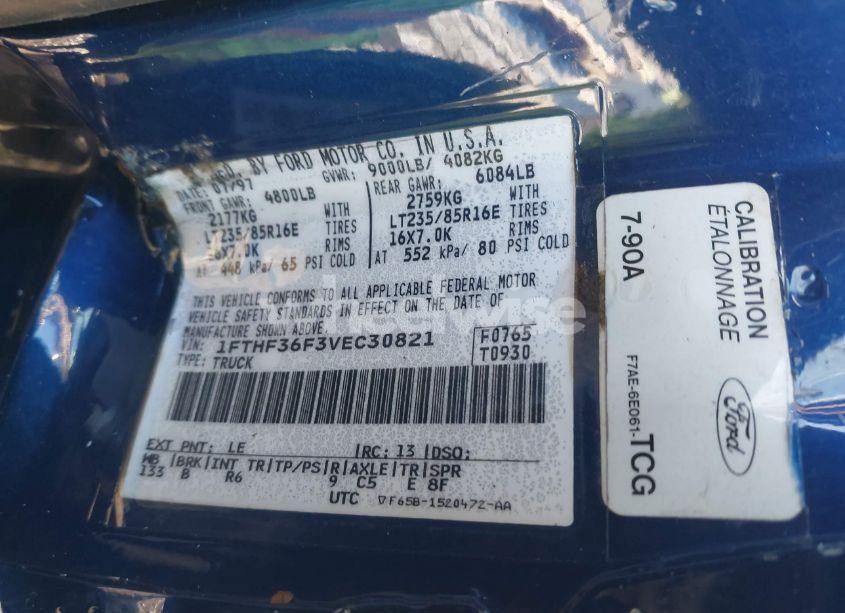 MFD. BY FORD MOTOR CO. IN U.S.A.
DATE: 01/97 GVWR: 9000LB/ 4082KG
FRONT GAWR: 4800LB REAR GAWR: 6084LB
2177KG WITH 2759KG WITH
LT235/85R16E TIRES LT235/85R16E TIRES
16X7.0K RIMS 16X7.0K RIMS
AT 448 kPa/ 65 PSI COLD AT 552 kPa/ 80 PSI COLD
THIS VEHICLE CONFORMS TO ALL APPLICABLE FEDERAL MOTOR
VEHICLE SAFETY STANDARDS IN EFFECT ON THE DATE OF
MANUFACTURE SHOWN ABOVE.
VIN: 1FTHF36F3VEC30821 F0765
TYPE: TRUCK T0930
EXT PNT: LE RC: 13 DSO:
WB BRK INT TR TP/PS R AXLE TR SPR
133 B R6 9 C5 E 8F
UTC F65B-1520472-AA
CALIBRATION
ÉTALONNAGE
7-90A
F7AE-6E061-TCG
Ford